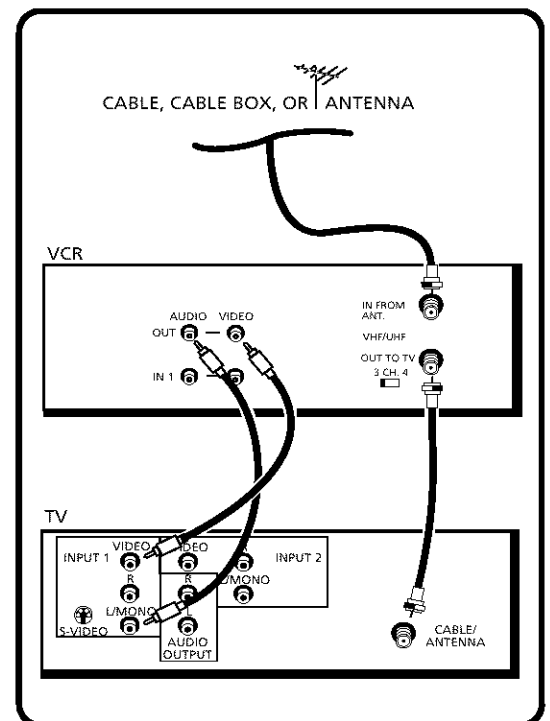 CABLE, CABLE BOX, OR ANTENNA
VCR
AUDIO VIDEO
OUT
IN 1
IN FROM
ANT.
VHF/UHF
OUT TO TV
3 CH. 4
TV
INPUT 1
VIDEO
R
L/MONO
S-VIDEO
R
L
AUDIO
OUTPUT
INPUT 2
CABLE/
ANTENNA